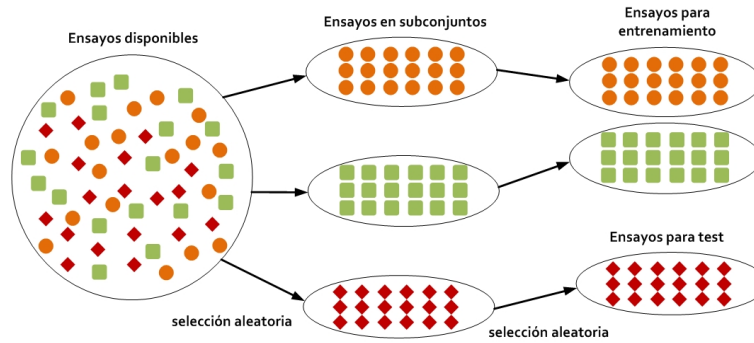 Ensayos disponibles
Ensayos en subconjuntos
Ensayos para
entrenamiento
Ensayos para test
selección aleatoria
selección aleatoria